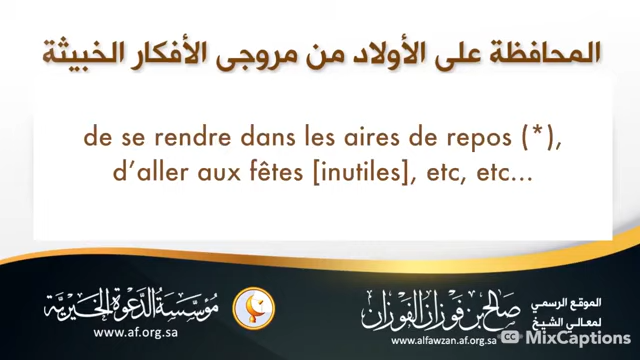 المحافظة على الأولاد من مروجى الأفكار الخبيثة
de se rendre dans les aires de repos (*),
d’aller aux fêtes [inutiles], etc, etc...
مؤسسة الدعوة الخيرية
www.af.org.sa
صالح بن فوزان الفوزان
www.alfawzan.af.org.sa
الموقع الرسمي
لمعالي الشيخ
CC MixCaptions